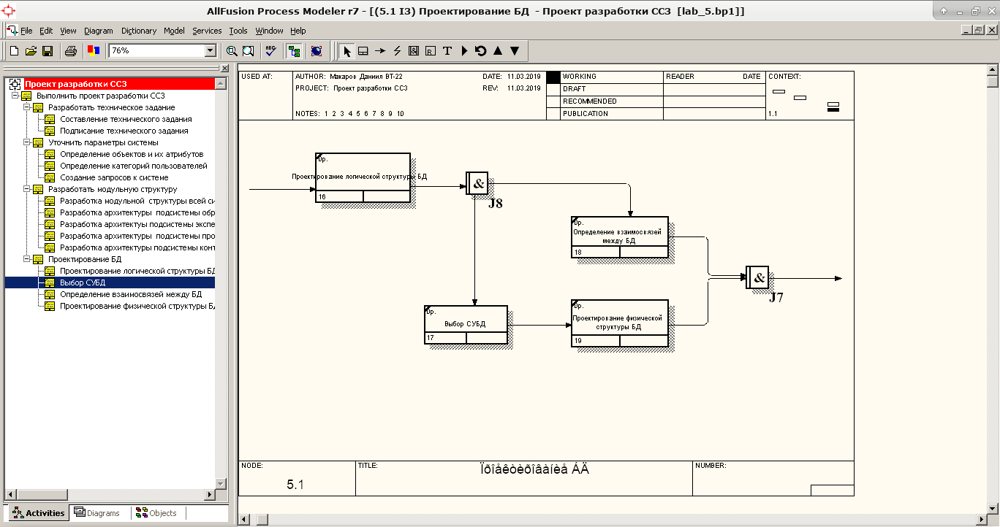 AllFusion Process Modeler r7 - [(5.1 I3) Проектирование БД - Проект разработки ССЗ [lab_5.bp1]]
File Edit View Diagram Dictionary Model Services Tools Window Help
76%
ABC
T
Проект разработки ССЗ
Выполнить проект разработки ССЗ
Разработать техническое задание
Составление технического задания
Подписание технического задания
Уточнить параметры системы
Определение объектов и их атрибутов
Определение категорий пользователей
Создание запросов к системе
Разработать модульную структуру
Разработка модульной структуры всей си
Разработка архитектуры подсистемы обр
Разработка архитектуы подсистемы экспе
Разработка архитектуры подсистемы про
Разработка архитектуры подсистемы конт
Проектирование БД
Проектирование логической структуры БД
Выбор СУБД
Определение взаимосвязей между БД
Проектирование физической структуры БД
Activities Diagrams Objects
USED AT:
AUTHOR: Макаров Даниил ВТ-22
DATE: 11.03.2019
PROJECT: Проект разработки ССЗ
REV: 11.03.2019
NOTES: 1 2 3 4 5 6 7 8 9 10
WORKING
DRAFT
RECOMMENDED
PUBLICATION
READER DATE
CONTEXT:
1.1
Dp.
Проектирование логической структуры БД
16
&
J8
Dp.
Определение взаимосвязей
между БД
18
&
J7
Dp.
Выбор СУБД
17
Dp.
Проектирование физической
структуры БД
19
NODE:
5.1
TITLE:
Ïðîåêòèðîâàíèå ÁÄ
NUMBER: